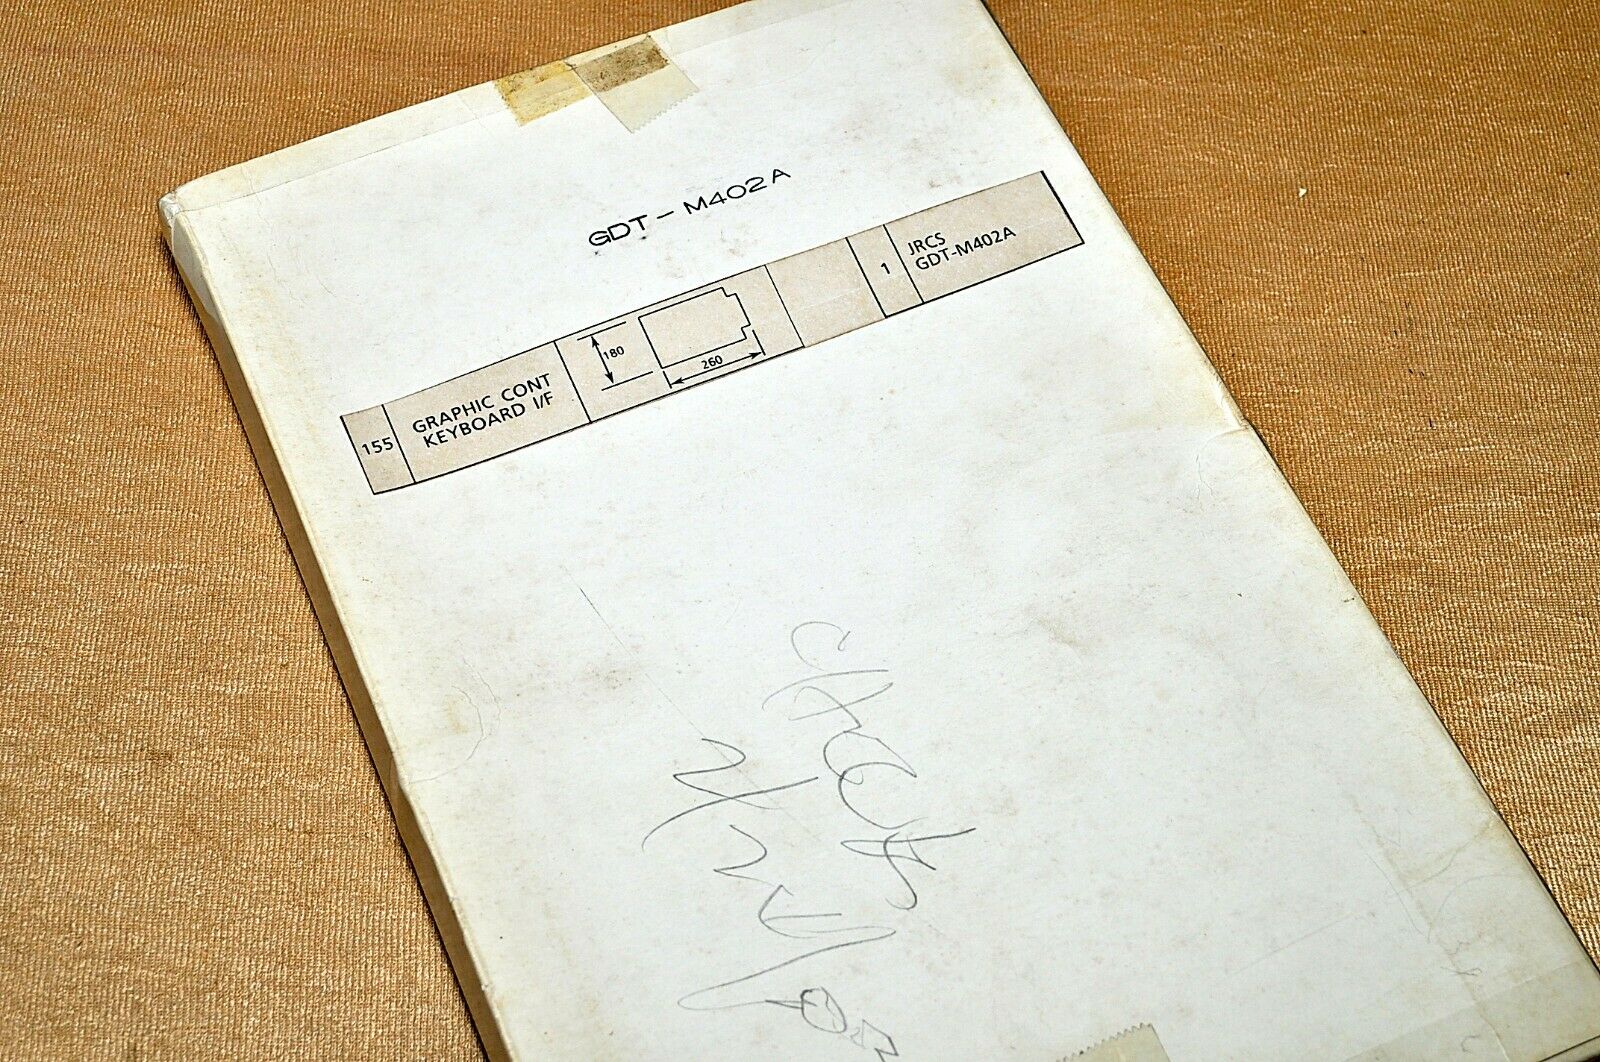 GDT - M402A
155
GRAPHIC CONT
KEYBOARD I/F
180
260
1
JRCS
GDT-M402A